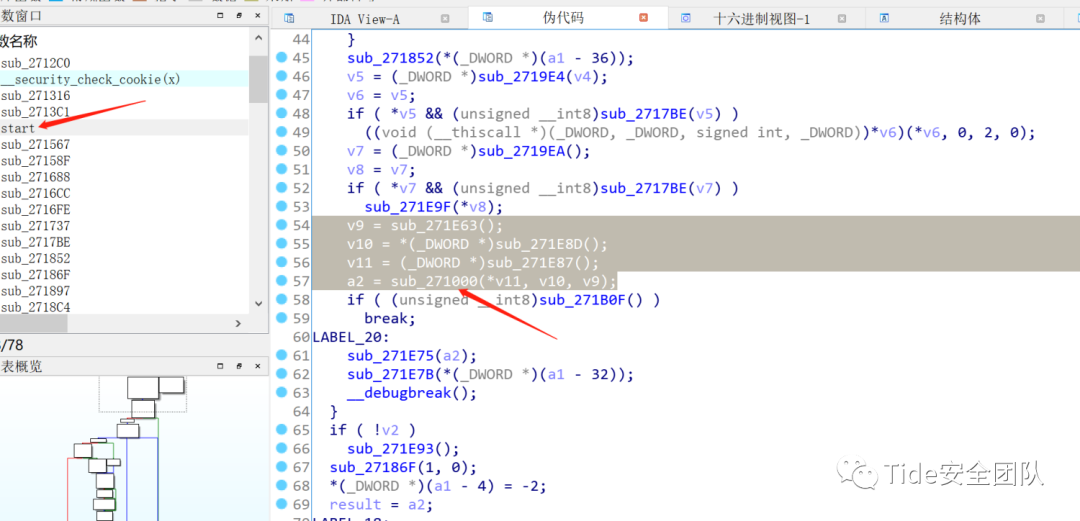 数窗口
IDA View-A
伪代码
十六进制视图-1
结构体
数名称
sub_2712C0
__security_check_cookie(x)
sub_271316
sub_2713C1
start
sub_271567
sub_27158F
sub_271688
sub_2716CC
sub_2716FE
sub_271737
sub_2717BE
sub_271852
sub_27186F
sub_271897
sub_2718C4
/78
表概览
44 }
45 sub_271852(*(_DWORD *)(a1 - 36));
46 v5 = (_DWORD *)sub_2719E4(v4);
47 v6 = v5;
48 if ( *v5 && (unsigned __int8)sub_2717BE(v5) )
49 ((void (__thiscall *)(_DWORD, _DWORD, signed int, _DWORD))*v6)(*v6, 0, 2, 0);
50 v7 = (_DWORD *)sub_2719EA();
51 v8 = v7;
52 if ( *v7 && (unsigned __int8)sub_2717BE(v7) )
53 sub_271E9F(*v8);
54 v9 = sub_271E63();
55 v10 = *(_DWORD *)sub_271E8D();
56 v11 = (_DWORD *)sub_271E87();
57 a2 = sub_271000(*v11, v10, v9);
58 if ( (unsigned __int8)sub_271B0F() )
59 break;
60 LABEL_20:
61 sub_271E75(a2);
62 sub_271E7B(*(_DWORD *)(a1 - 32));
63 __debugbreak();
64 }
65 if ( !v2 )
66 sub_271E93();
67 sub_27186F(1, 0);
68 *(_DWORD *)(a1 - 4) = -2;
69 result = a2;
Tide安全团队